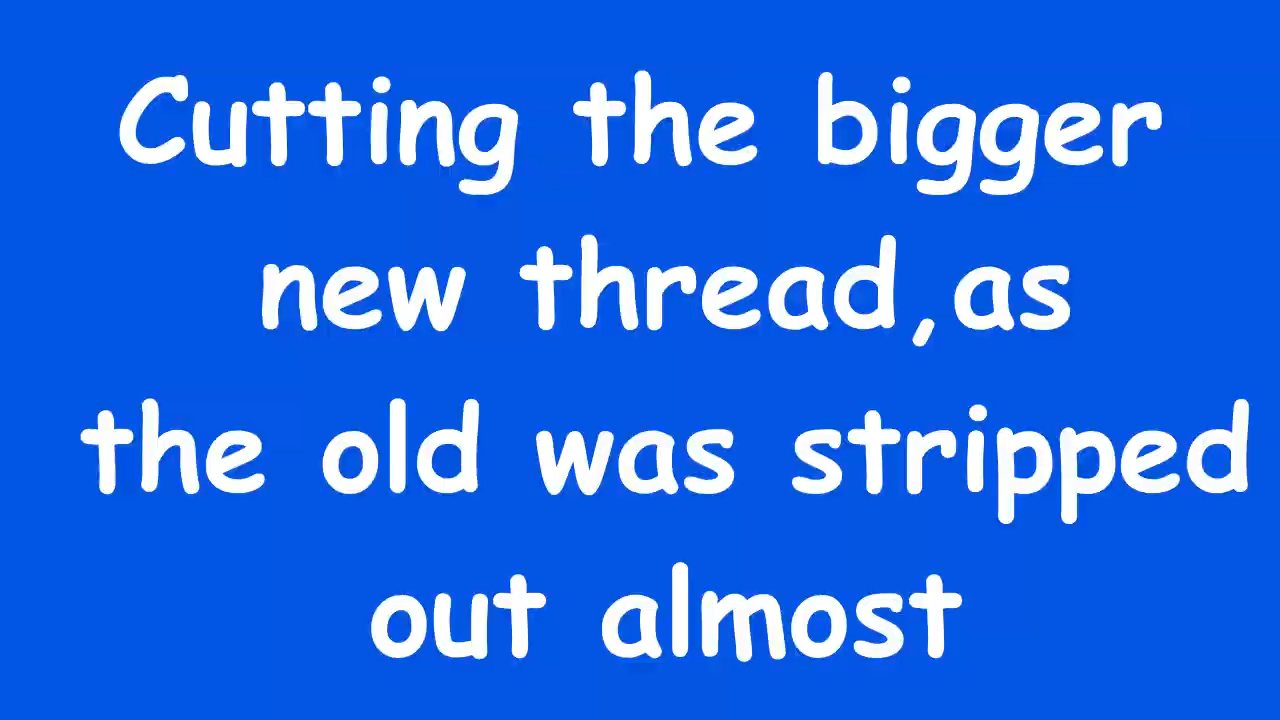 Cutting the bigger
new thread,as
the old was stripped
out almost